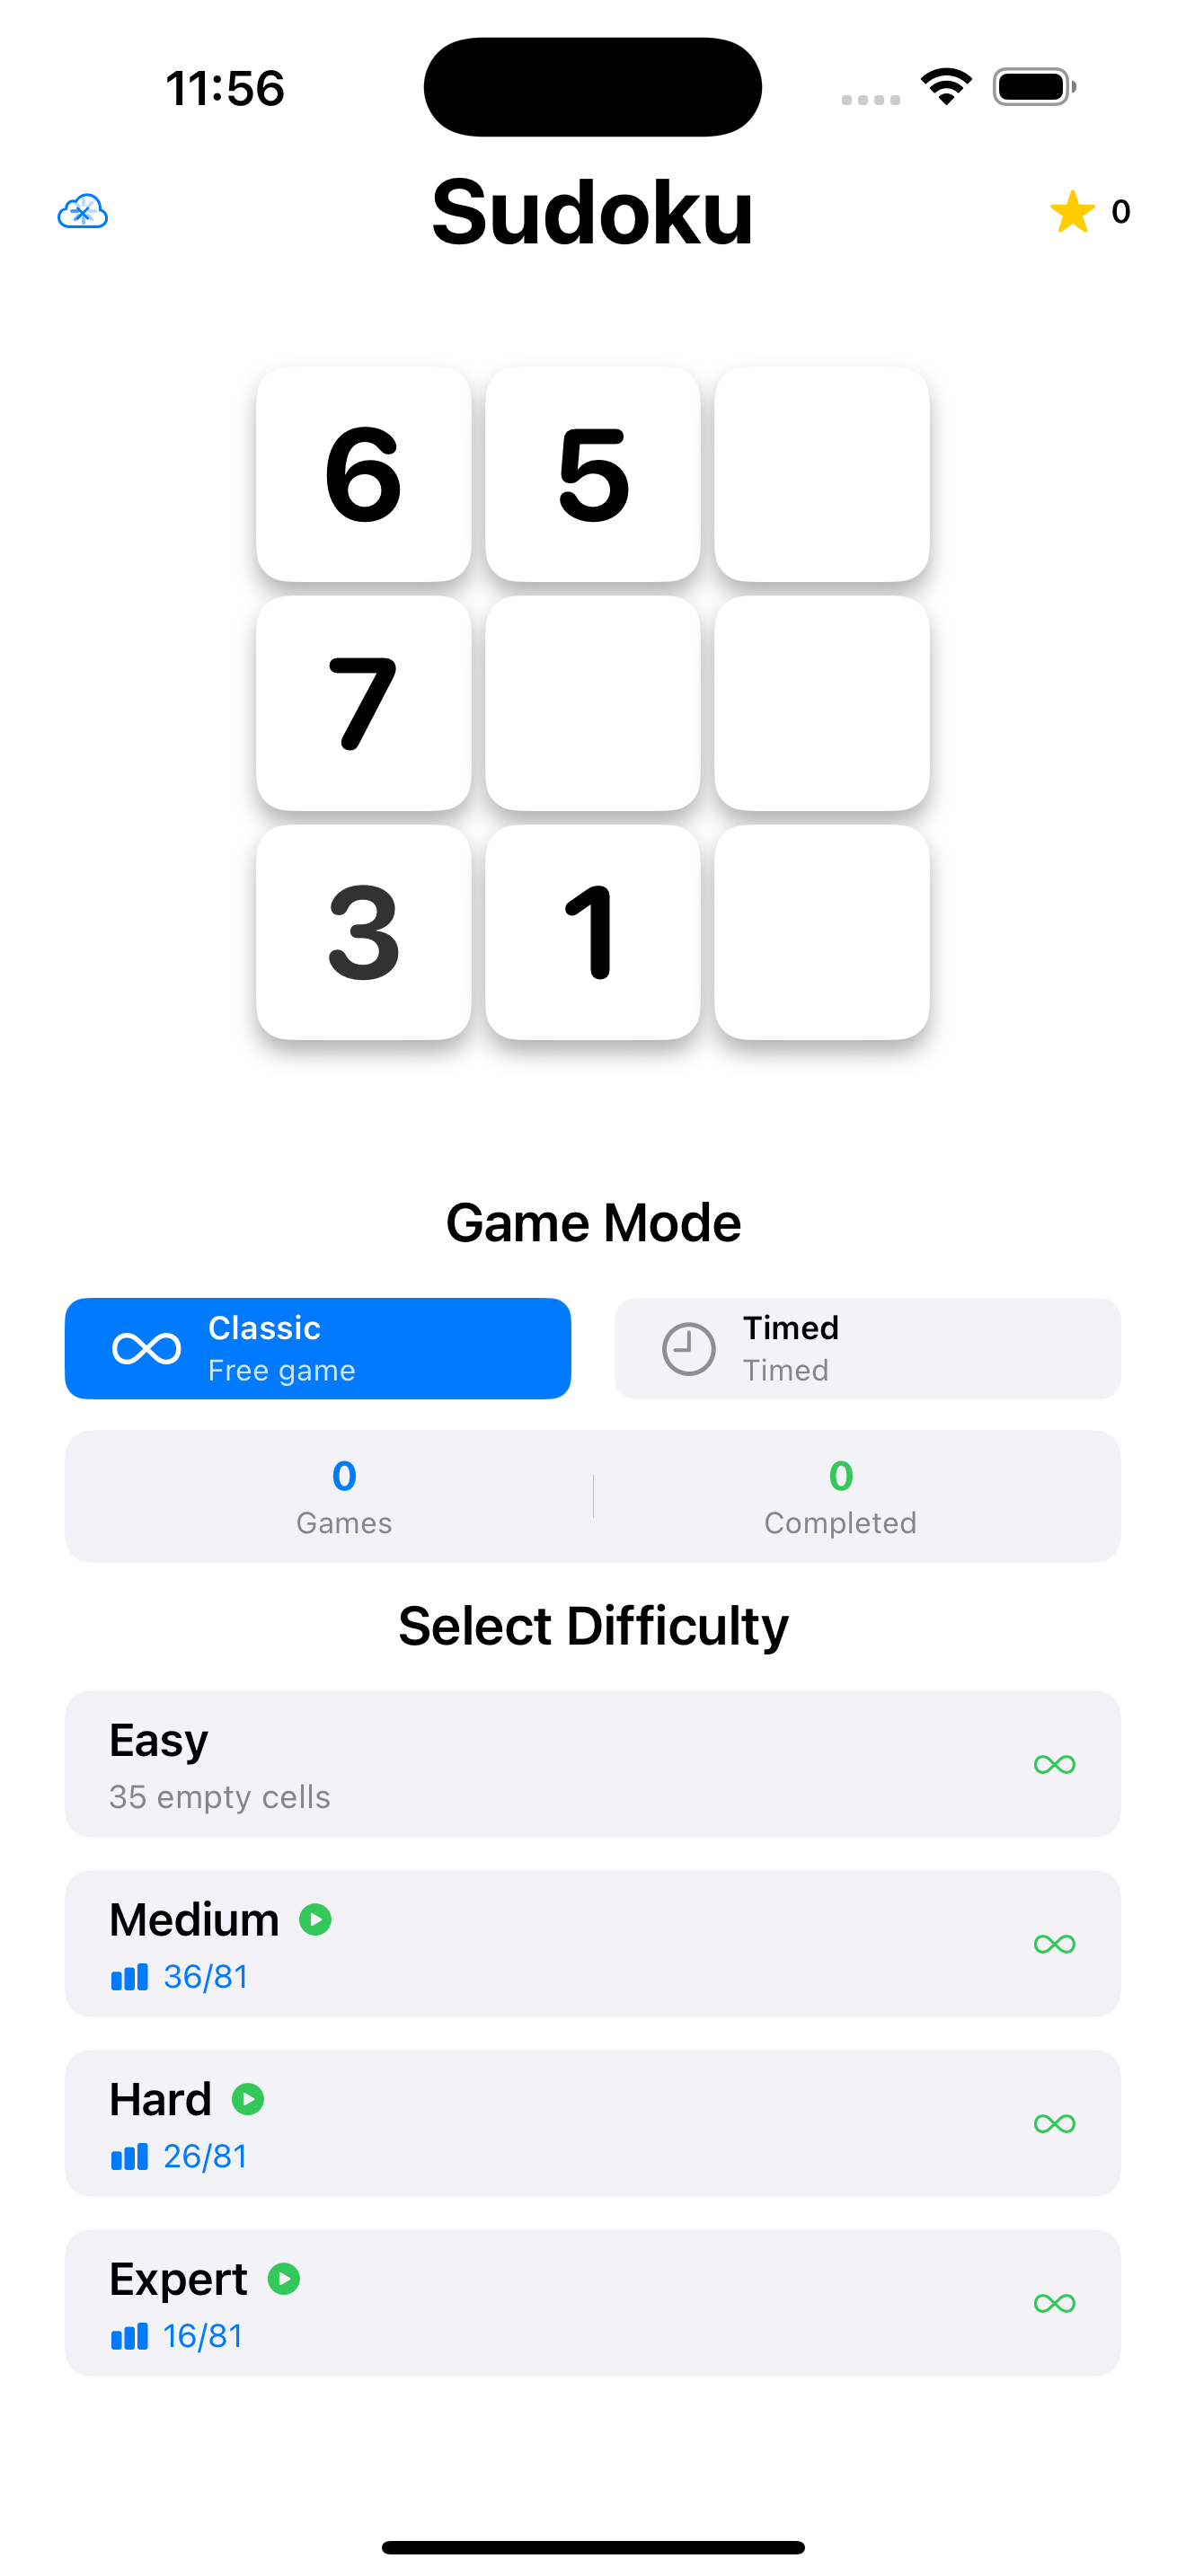 11:56
Sudoku
0
6 5
7
3 1
Game Mode
Classic
Free game
Timed
Timed
0
Games
0
Completed
Select Difficulty
Easy
35 empty cells
Medium
36/81
Hard
26/81
Expert
16/81